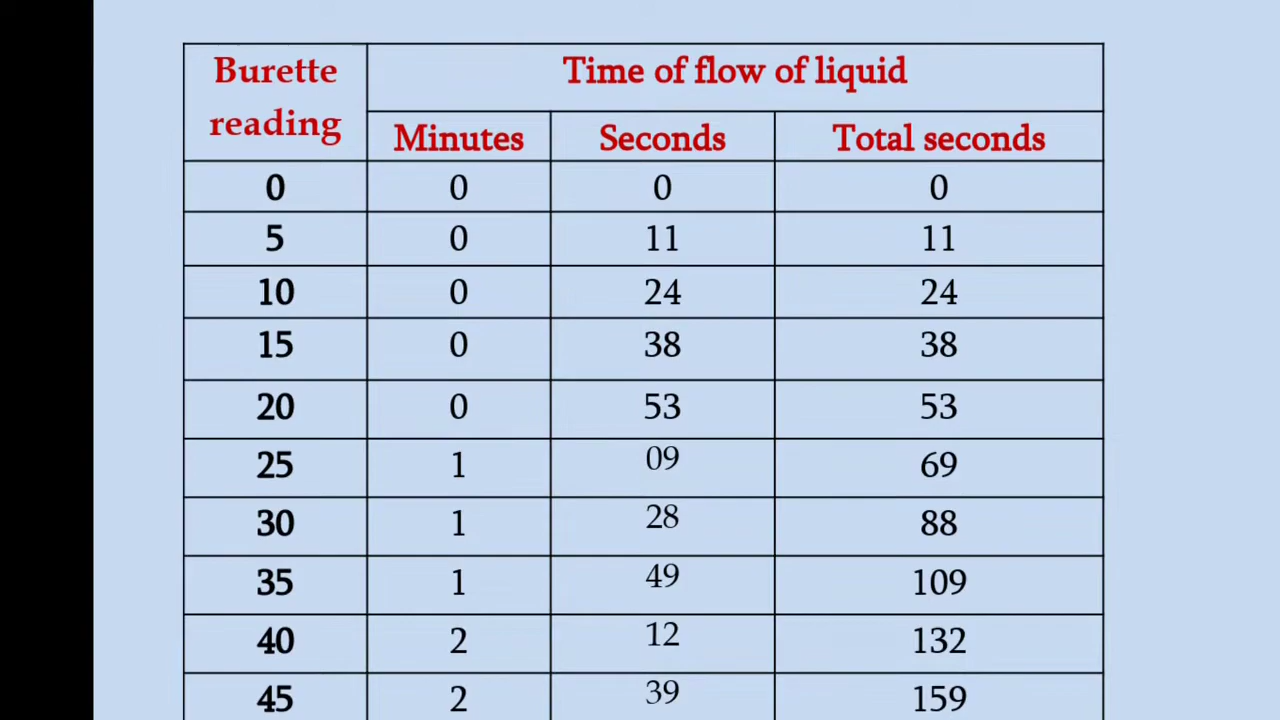 Burette reading
Time of flow of liquid
Minutes Seconds Total seconds
0 0 0 0
5 0 11 11
10 0 24 24
15 0 38 38
20 0 53 53
25 1 09 69
30 1 28 88
35 1 49 109
40 2 12 132
45 2 39 159